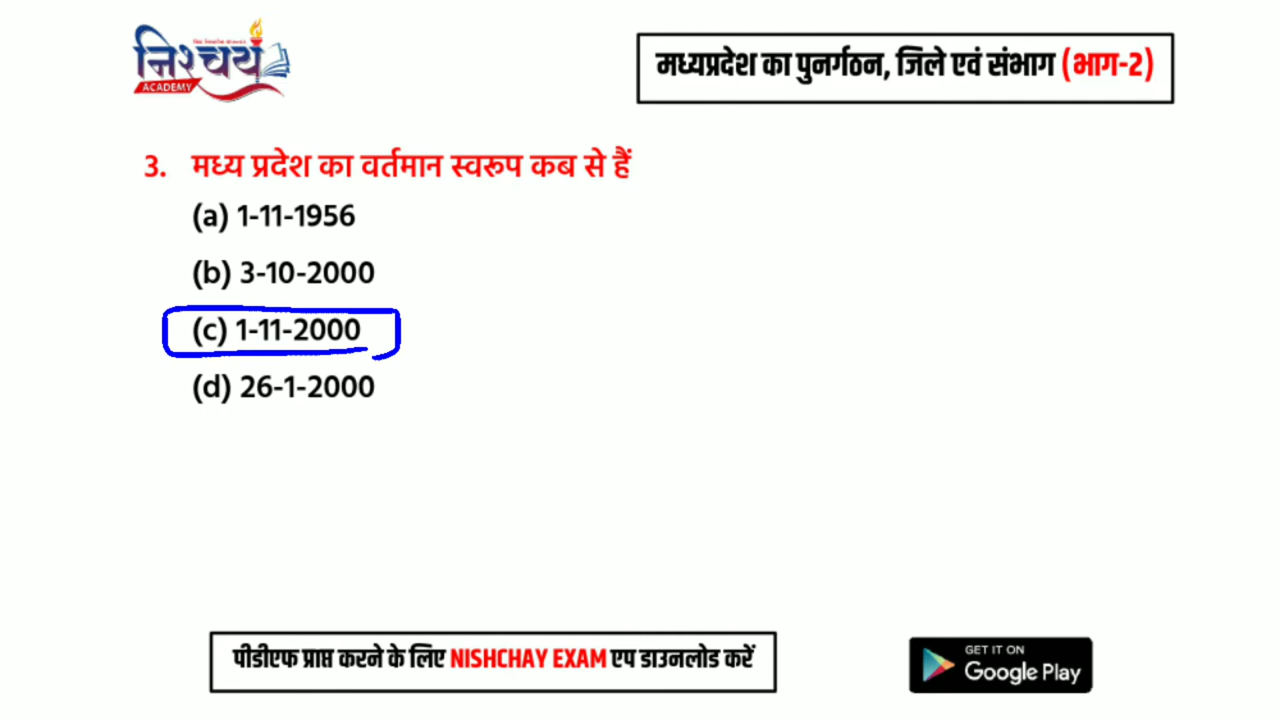 निश्चय
ACADEMY
मध्यप्रदेश का पुनर्गठन, जिले एवं संभाग (भाग-2)
3. मध्य प्रदेश का वर्तमान स्वरूप कब से हैं
(a) 1-11-1956
(b) 3-10-2000
(c) 1-11-2000
(d) 26-1-2000
पीडीएफ प्राप्त करने के लिए NISHCHAY EXAM एप डाउनलोड करें
GET IT ON
Google Play